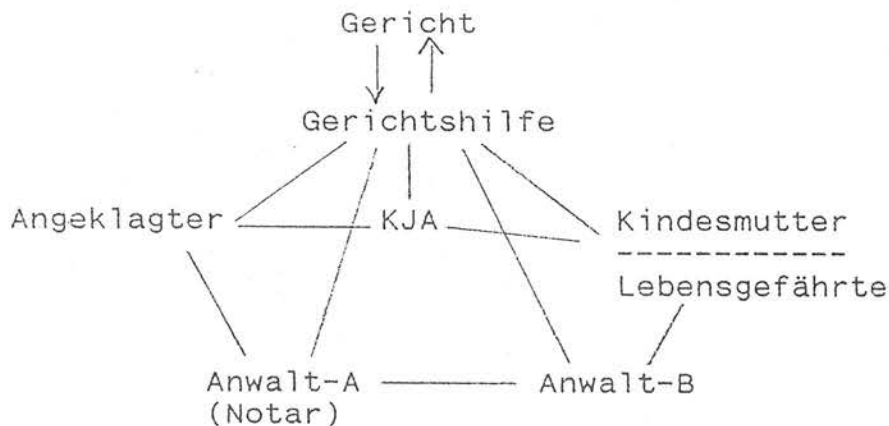 Gericht
Gerichtshilfe
Angeklagter KJA Kindesmutter
------------
Lebensgefährte
Anwalt-A Anwalt-B
(Notar)